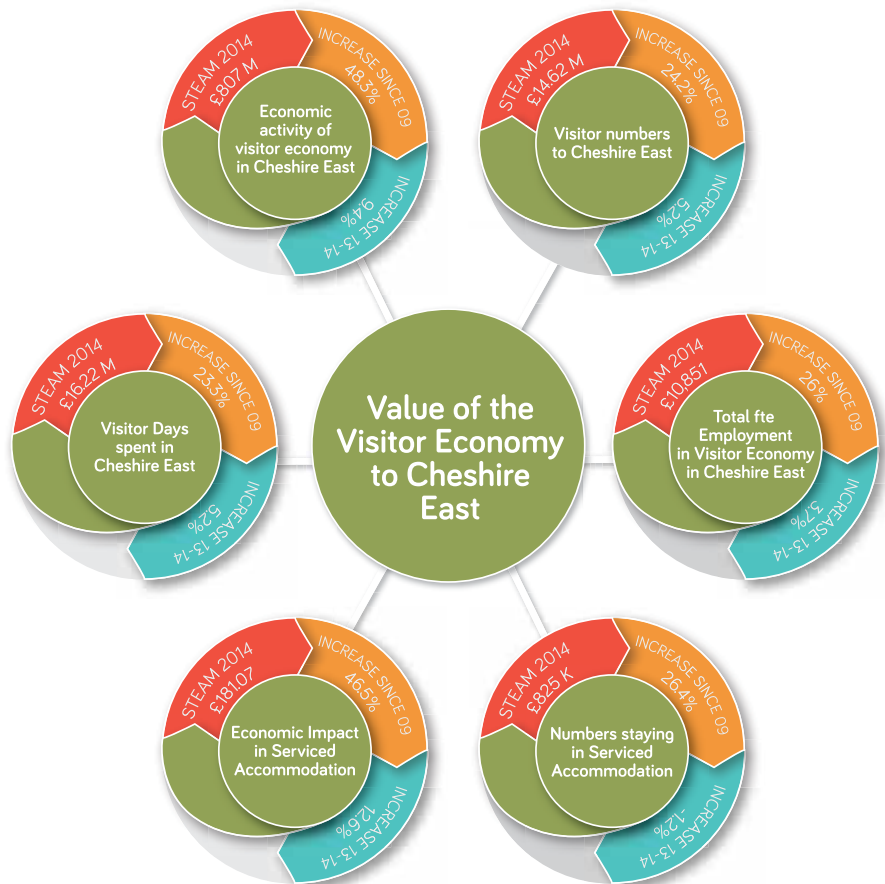 STEAM 2014
£807 M
INCREASE SINCE 09
48.3%
INCREASE 13-14
9.4%
Economic
activity of
visitor economy
in Cheshire East
STEAM 2014
£14.62 M
INCREASE SINCE 09
24.2%
INCREASE 13-14
5.2%
Visitor numbers
to Cheshire East
STEAM 2014
£16.22 M
INCREASE SINCE 09
23.3%
INCREASE 13-14
5.2%
Visitor Days
spent in
Cheshire East
Value of the
Visitor Economy
to Cheshire
East
STEAM 2014
£10,851
INCREASE SINCE 09
26%
INCREASE 13-14
3.7%
Total fte
Employment
in Visitor Economy
in Cheshire East
STEAM 2014
£181.07
INCREASE SINCE 09
46.5%
INCREASE 13-14
12.6%
Economic Impact
in Serviced
Accommodation
STEAM 2014
£825 K
INCREASE SINCE 09
26.4%
INCREASE 13-14
-1.2%
Numbers staying
in Serviced
Accommodation